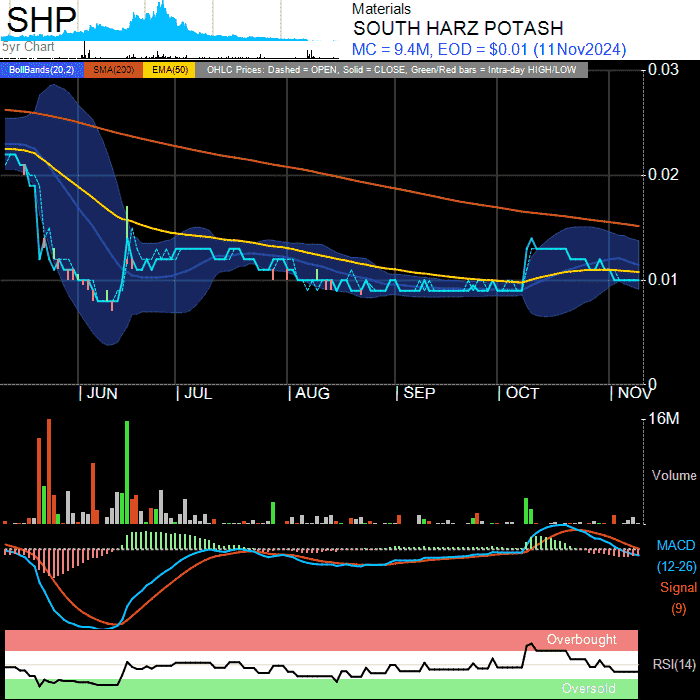 SHP
5yr Chart
Materials
SOUTH HARZ POTASH
MC = 9.4M, EOD = $0.01 (11Nov2024)
BollBands(20,2) SMA(200) EMA(50) OHLC Prices: Dashed = OPEN, Solid = CLOSE, Green/Red bars = Intra-day HIGH/LOW
0.03
0.02
0.01
0
| JUN | JUL | AUG | SEP | OCT | NOV
16M
Volume
MACD
(12-26)
Signal
(9)
Overbought
RSI(14)
Oversold